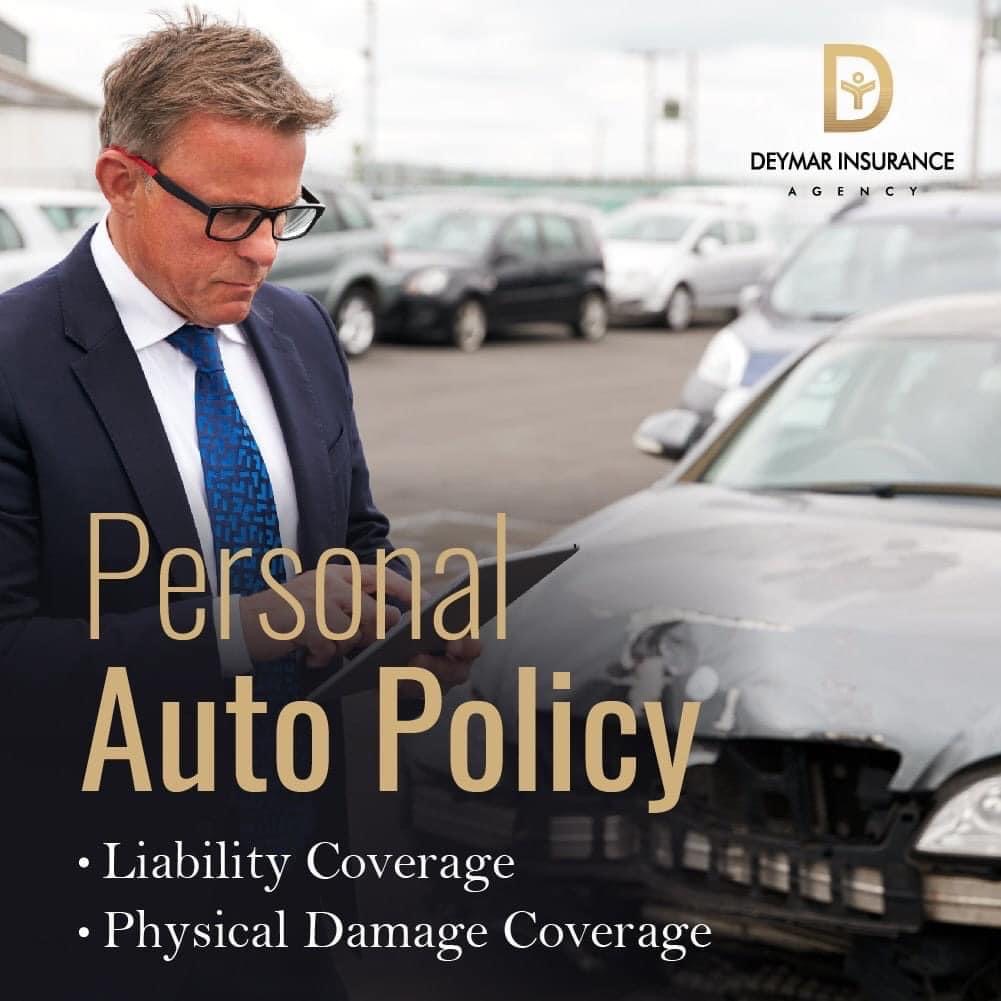 DEYMAR INSURANCE
AGENCY
Personal
Auto Policy
• Liability Coverage
• Physical Damage Coverage